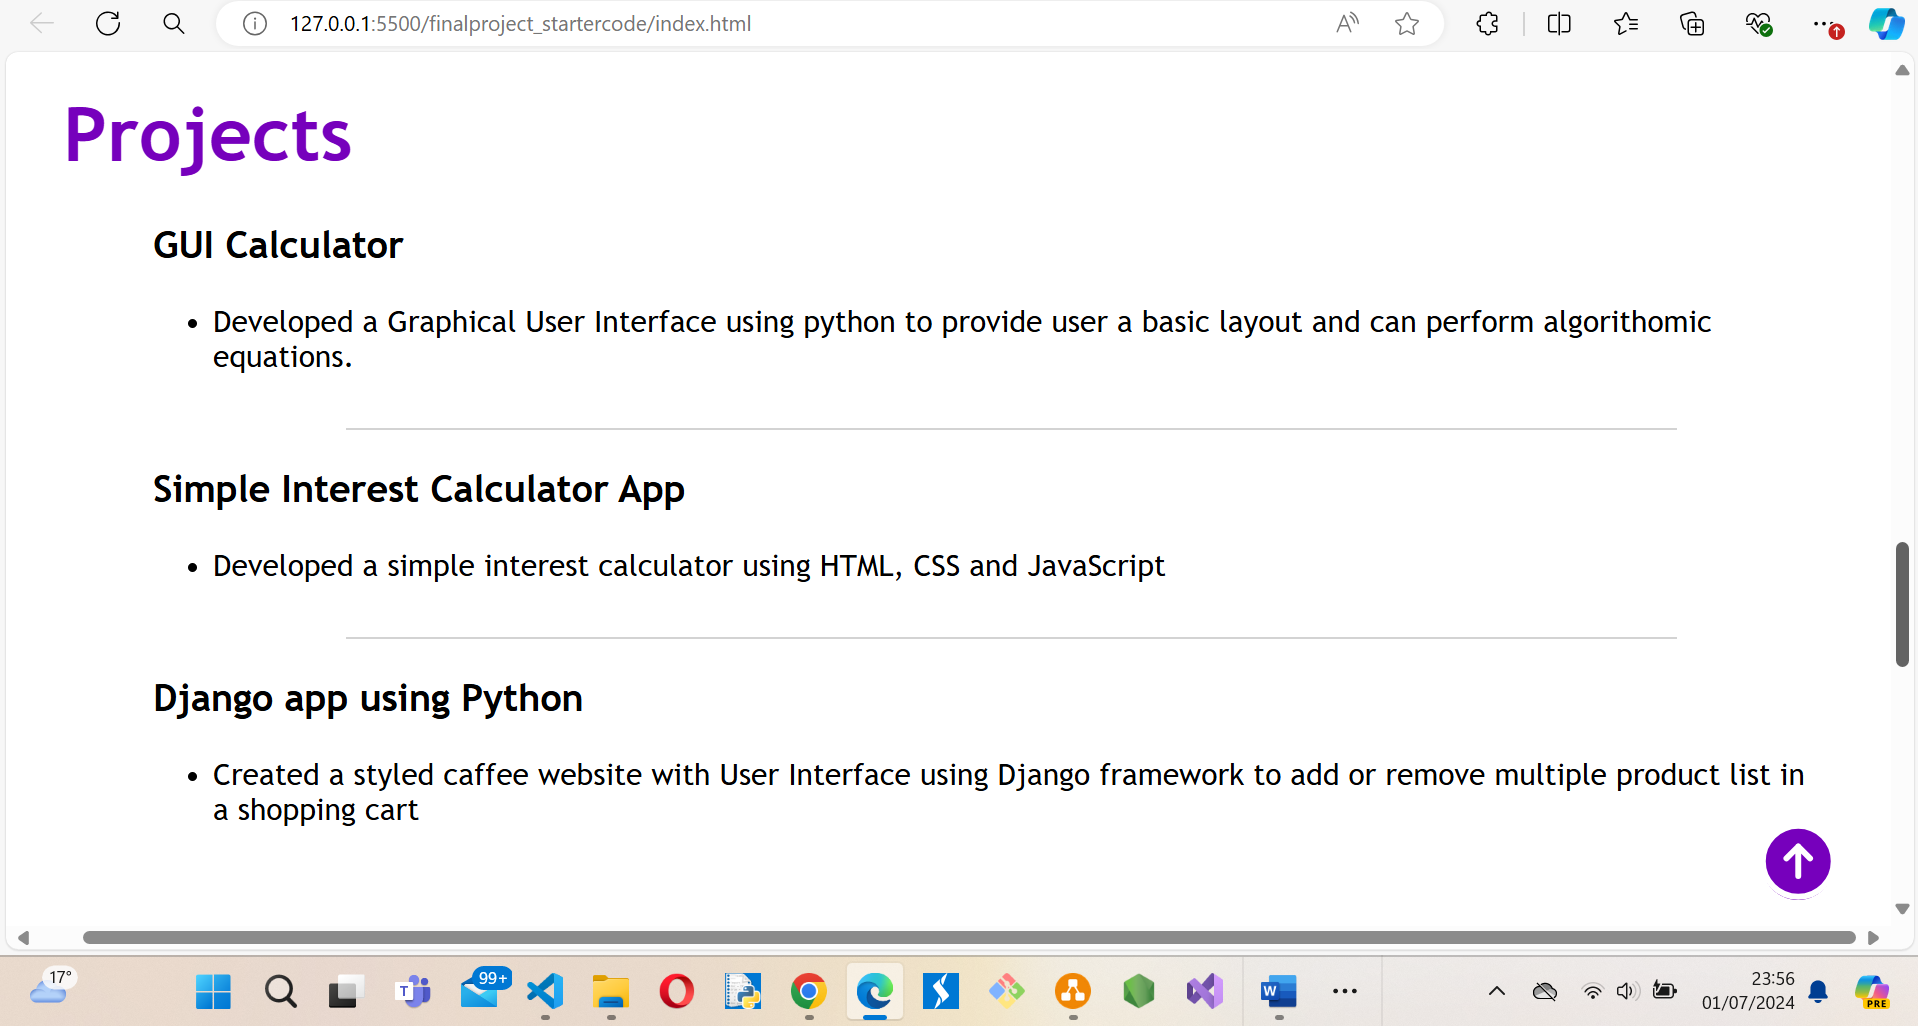 127.0.0.1:5500/finalproject_startercode/index.html
Projects
GUI Calculator
Developed a Graphical User Interface using python to provide user a basic layout and can perform algorithomic
equations.
Simple Interest Calculator App
Developed a simple interest calculator using HTML, CSS and JavaScript
Django app using Python
Created a styled caffee website with User Interface using Django framework to add or remove multiple product list in
a shopping cart
17°
T
99+
W
23:56
01/07/2024
PRE